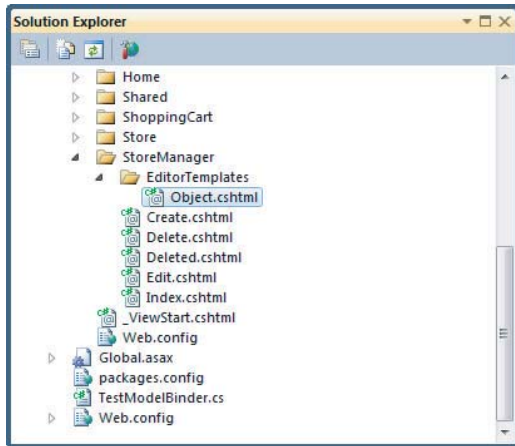 Solution Explorer
Home
Shared
ShoppingCart
Store
StoreManager
EditorTemplates
Object.cshtml
Create.cshtml
Delete.cshtml
Deleted.cshtml
Edit.cshtml
Index.cshtml
_ViewStart.cshtml
Web.config
Global.asax
packages.config
TestModelBinder.cs
Web.config